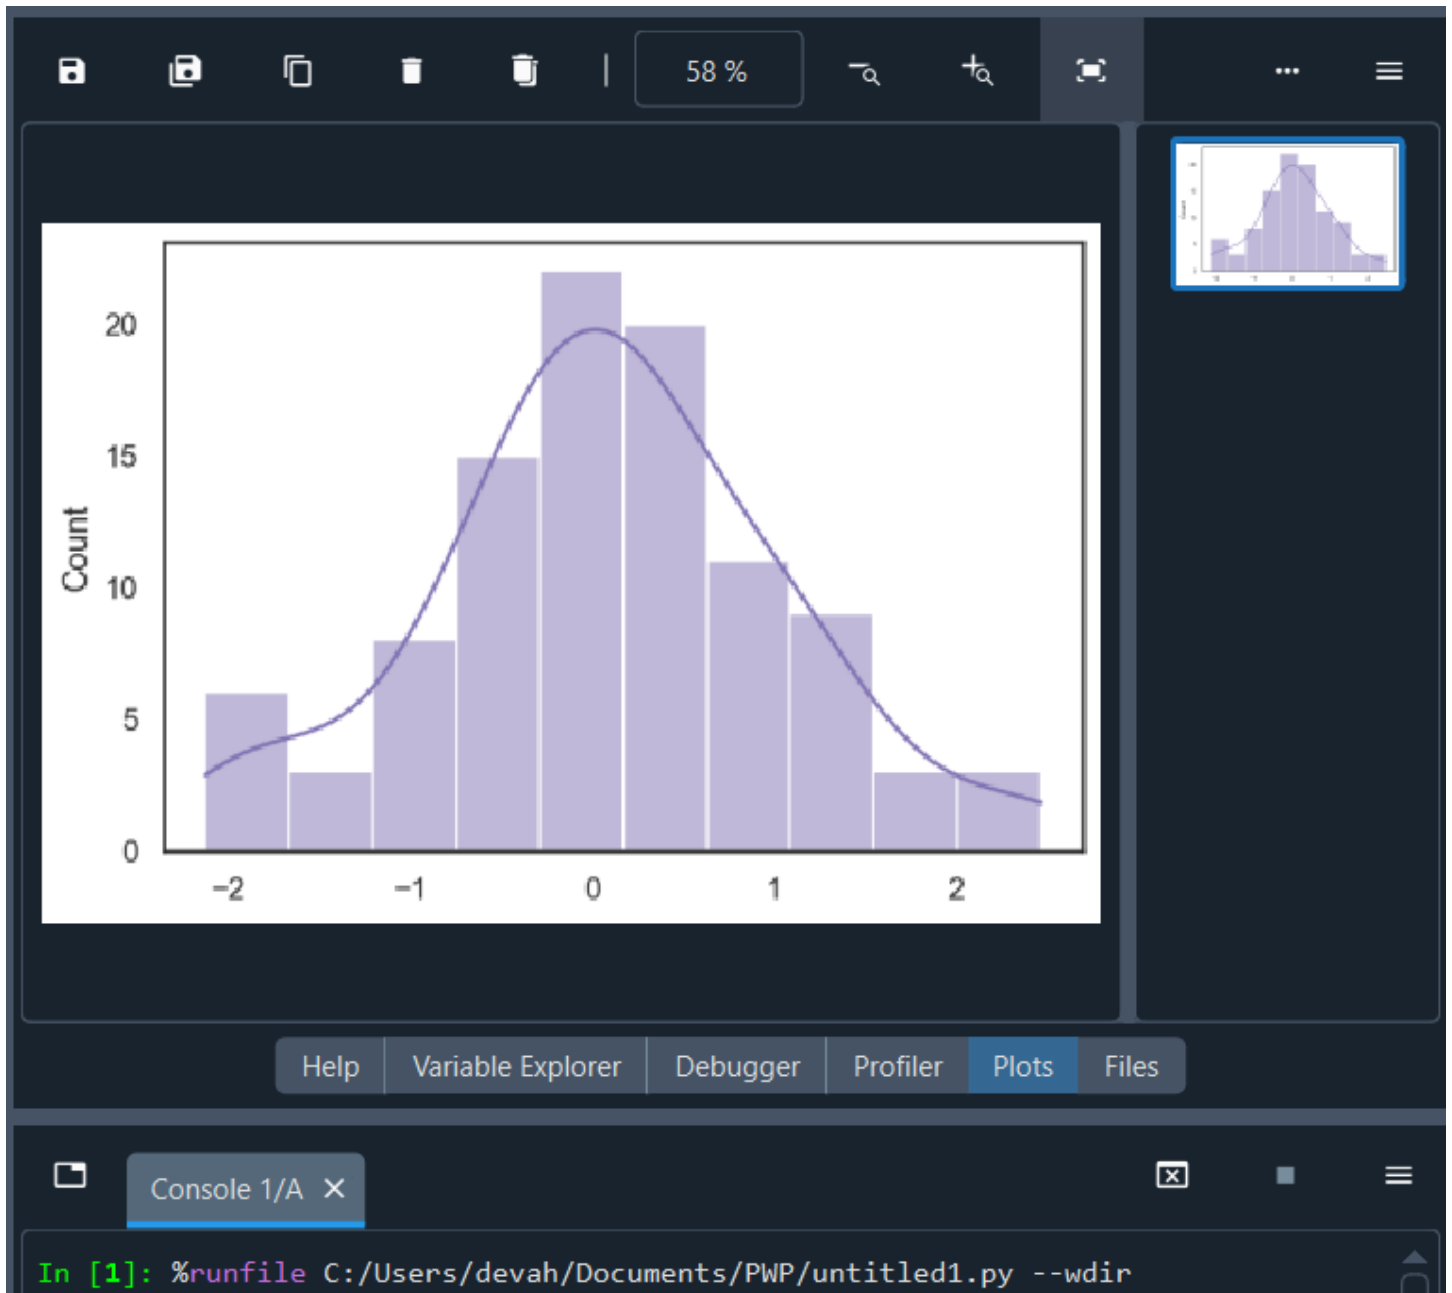 58 %
20
15
10
5
0
Count
−2 −1 0 1 2
Help Variable Explorer Debugger Profiler Plots Files
Console 1/A
In [1]: %runfile C:/Users/devah/Documents/PWP/untitled1.py --wdir